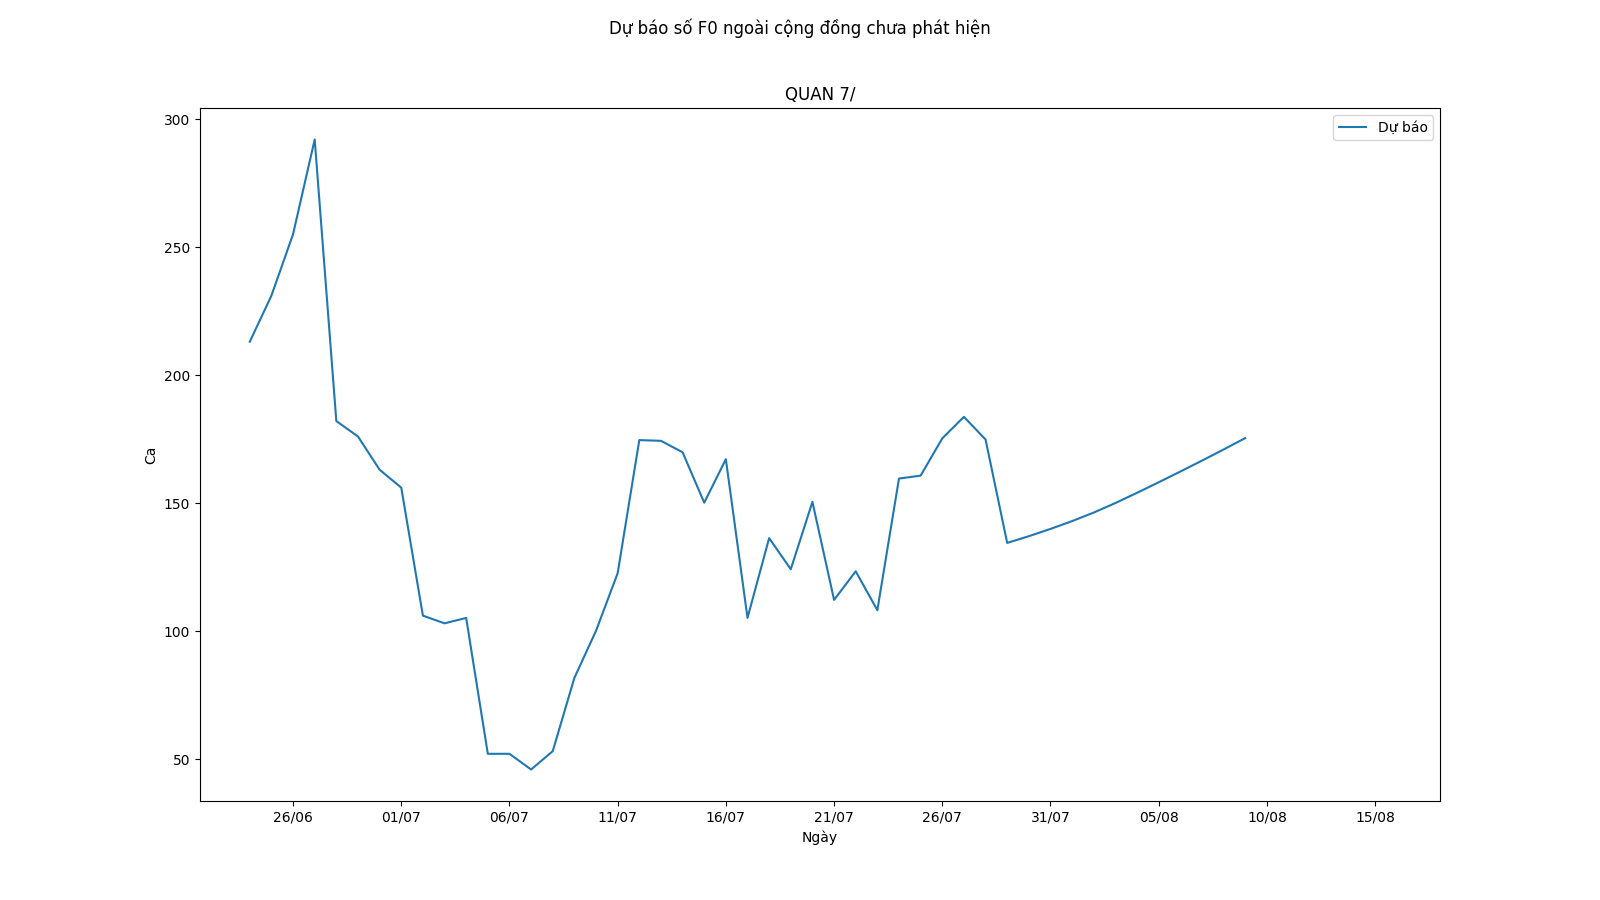 Dự báo số F0 ngoài cộng đồng chưa phát hiện
QUAN 7/
Dự báo
300
250
200
150
100
50
Ca
26/06 01/07 06/07 11/07 16/07 21/07 26/07 31/07 05/08 10/08 15/08
Ngày